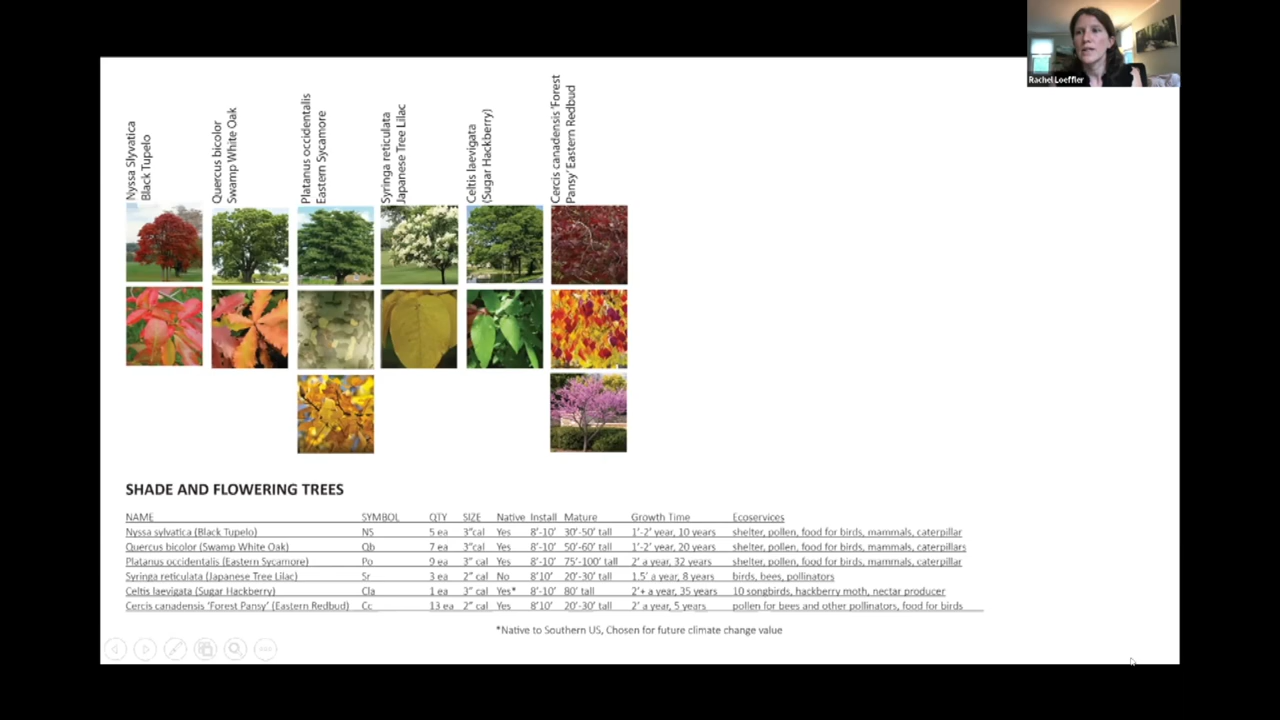 Rachel Loeffler
Nyssa Slyvatica
Black Tupelo
Quercus bicolor
Swamp White Oak
Platanus occidentalis
Eastern Sycamore
Syringa reticulata
Japanese Tree Lilac
Celtis laevigata
(Sugar Hackberry)
Cercis canadensis 'Forest
Pansy' Eastern Redbud
SHADE AND FLOWERING TREES
NAME SYMBOL QTY SIZE Native Install Mature Growth Time Ecoservices
Nyssa sylvatica (Black Tupelo) NS 5 ea 3"cal Yes 8'-10' 30'-50' tall 1'-2' year, 10 years shelter, pollen, food for birds, mammals, caterpillar
Quercus bicolor (Swamp White Oak) Qb 7 ea 3"cal Yes 8'-10' 50'-60' tall 1'-2' year, 20 years shelter, pollen, food for birds, mammals, caterpillars
Platanus occidentalis (Eastern Sycamore) Po 9 ea 3" cal Yes 8'-10' 75'-100' tall 2' a year, 32 years shelter, pollen, food for birds, mammals, caterpillar
Syringa reticulata (Japanese Tree Lilac) Sr 3 ea 2" cal No 8'10' 20'-30' tall 1.5' a year, 8 years birds, bees, pollinators
Celtis laevigata (Sugar Hackberry) Cla 1 ea 3" cal Yes* 8'-10' 80' tall 2'+ a year, 35 years 10 songbirds, hackberry moth, nectar producer
Cercis canadensis 'Forest Pansy' (Eastern Redbud) Cc 13 ea 2" cal Yes 8'10' 20'-30' tall 2' a year, 5 years pollen for bees and other pollinators, food for birds
*Native to Southern US, Chosen for future climate change value